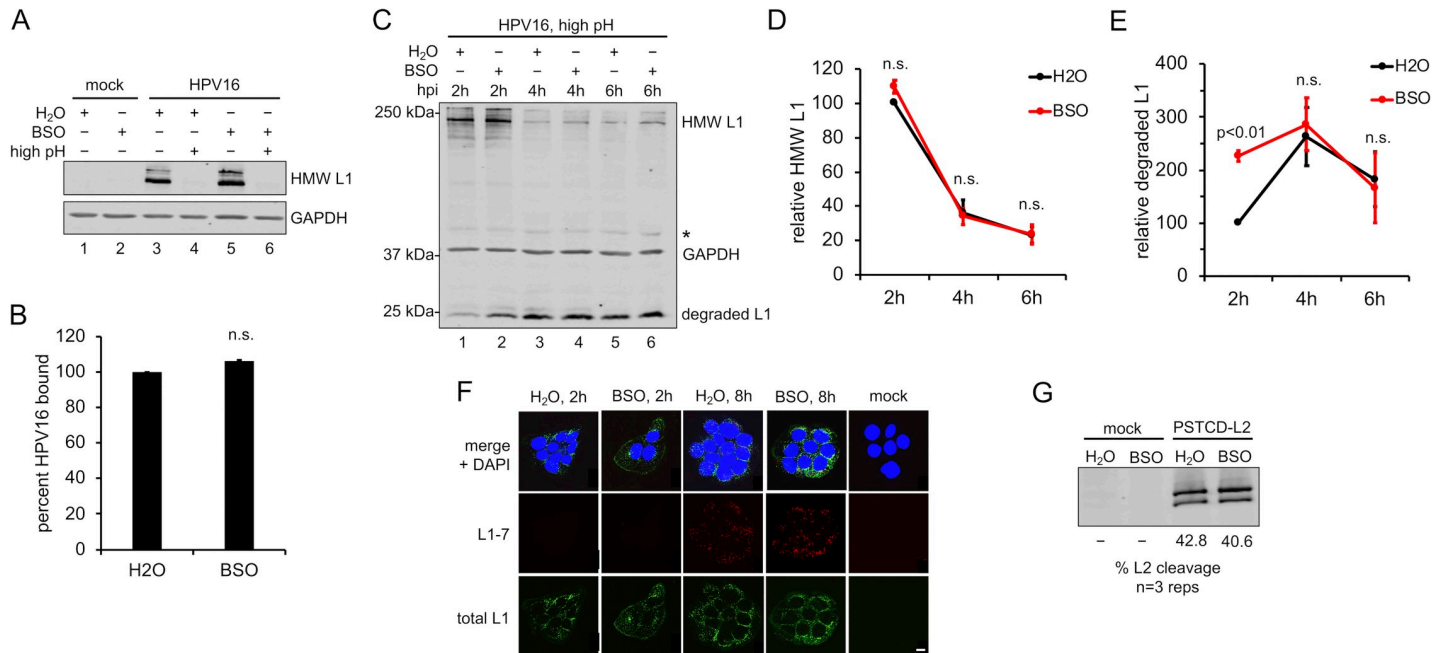 A
mock HPV16
H₂O + – + + – –
BSO – + – – + +
high pH – – – + – +
HMW L1
GAPDH
1 2 3 4 5 6
B
percent HPV16 bound
120
100
80
60
40
20
0
n.s.
H2O BSO
C
HPV16, high pH
H₂O + – + – + –
BSO – + – + – +
hpi 2h 2h 4h 4h 6h 6h
250 kDa- HMW L1
*
37 kDa- GAPDH
25 kDa- degraded L1
1 2 3 4 5 6
D
relative HMW L1
120
100
80
60
40
20
0
n.s.
n.s.
n.s.
H2O
BSO
2h 4h 6h
E
relative degraded L1
400
350
300
250
200
150
100
50
0
p<0.01
n.s.
n.s.
H2O
BSO
2h 4h 6h
F
H₂O, 2h BSO, 2h H₂O, 8h BSO, 8h mock
merge
+ DAPI
L1-7
total L1
G
mock PSTCD-L2
H₂O BSO H₂O BSO
– – 42.8 40.6
% L2 cleavage
n=3 reps